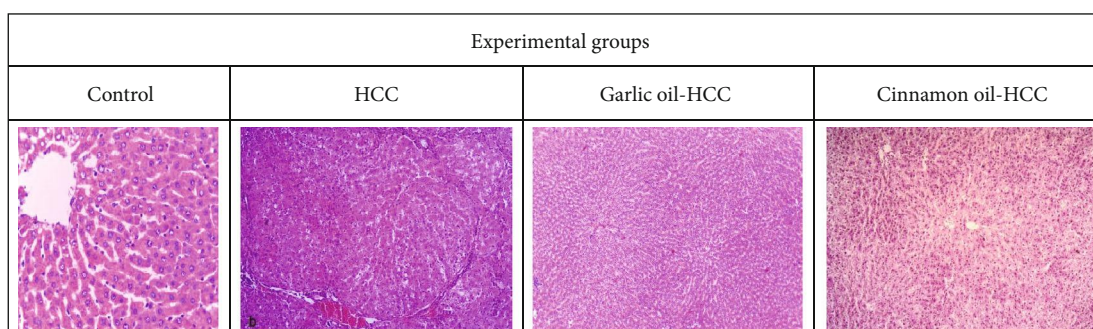 Experimental groups
Control HCC Garlic oil-HCC Cinnamon oil-HCC
b